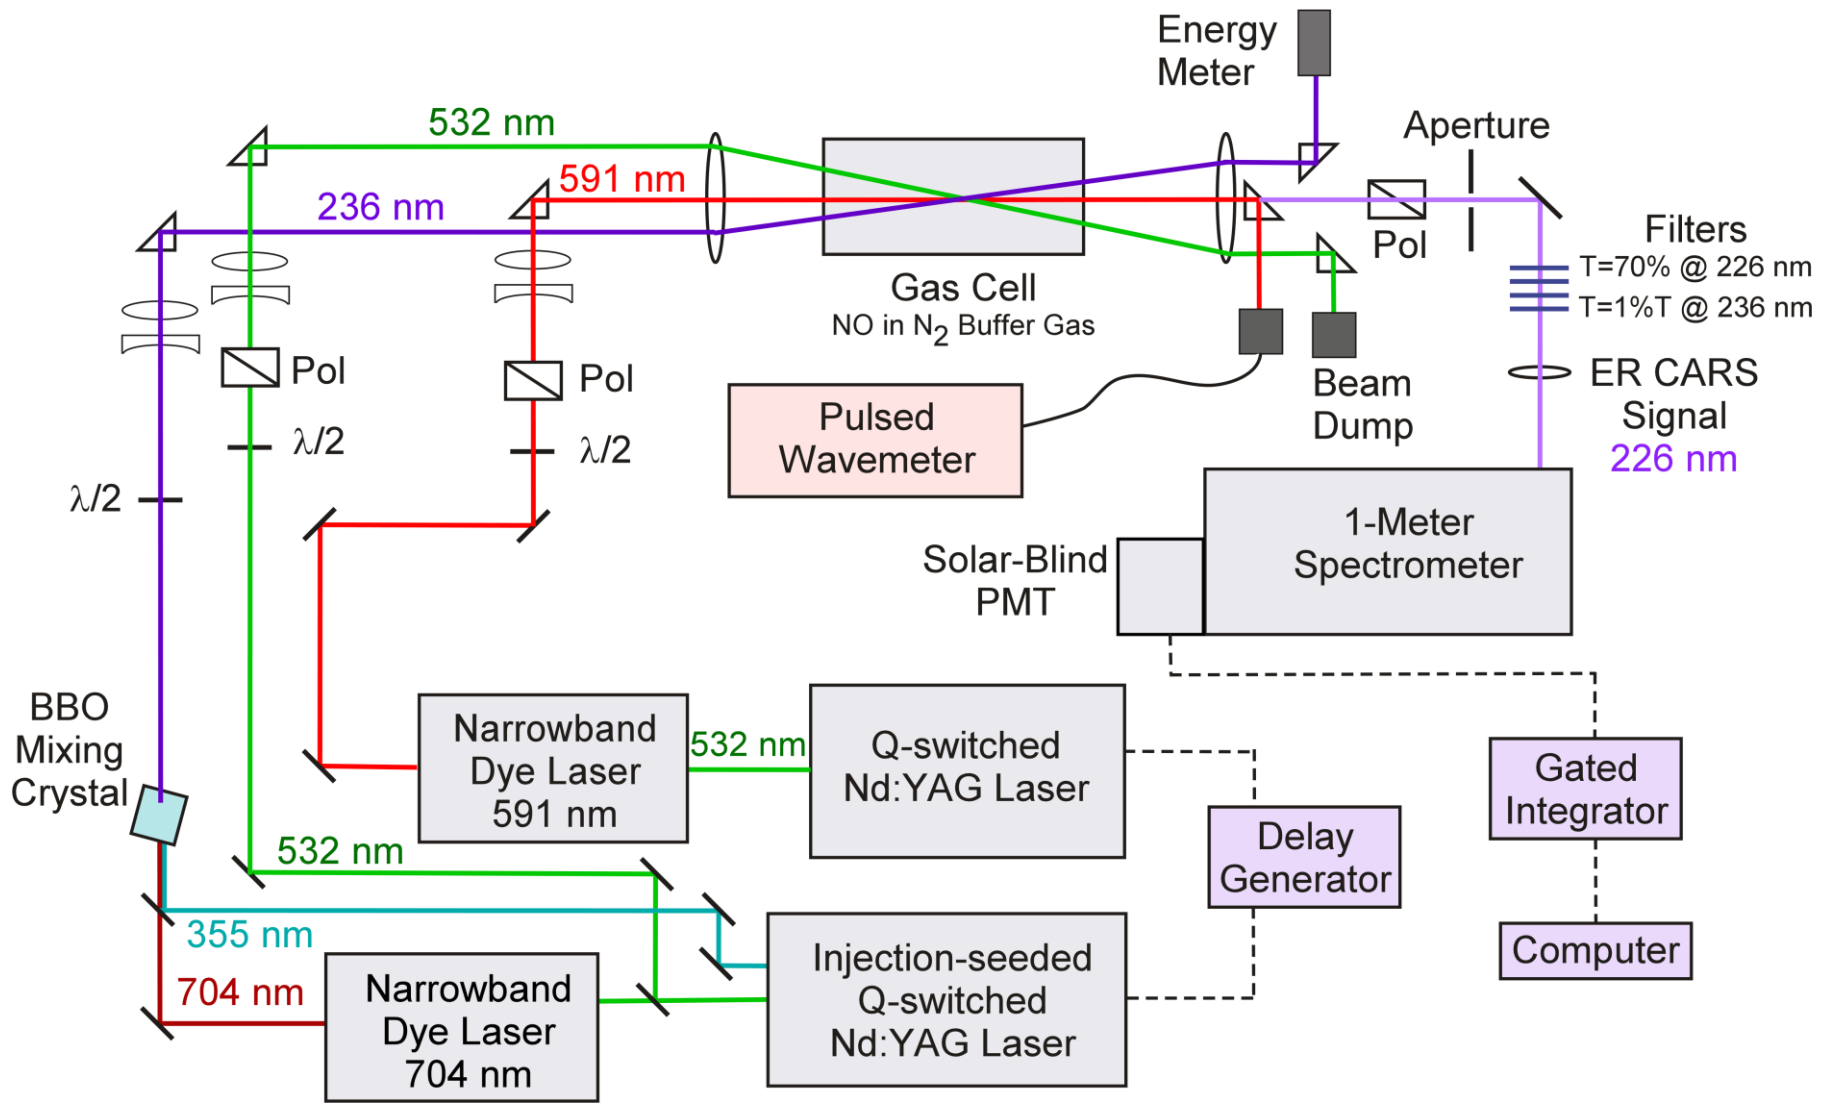 Energy
Meter
532 nm
Aperture
591 nm
236 nm
Pol
Filters
T=70% @ 226 nm
T=1%T @ 236 nm
Gas Cell
NO in N2 Buffer Gas
Pol
Pol
Beam
Dump
ER CARS
Signal
226 nm
Pulsed
Wavemeter
λ/2
λ/2
λ/2
1-Meter
Spectrometer
Solar-Blind
PMT
BBO
Mixing
Crystal
Narrowband
Dye Laser
591 nm
532 nm
Q-switched
Nd:YAG Laser
Gated
Integrator
Delay
Generator
532 nm
355 nm
704 nm
Narrowband
Dye Laser
704 nm
Injection-seeded
Q-switched
Nd:YAG Laser
Computer